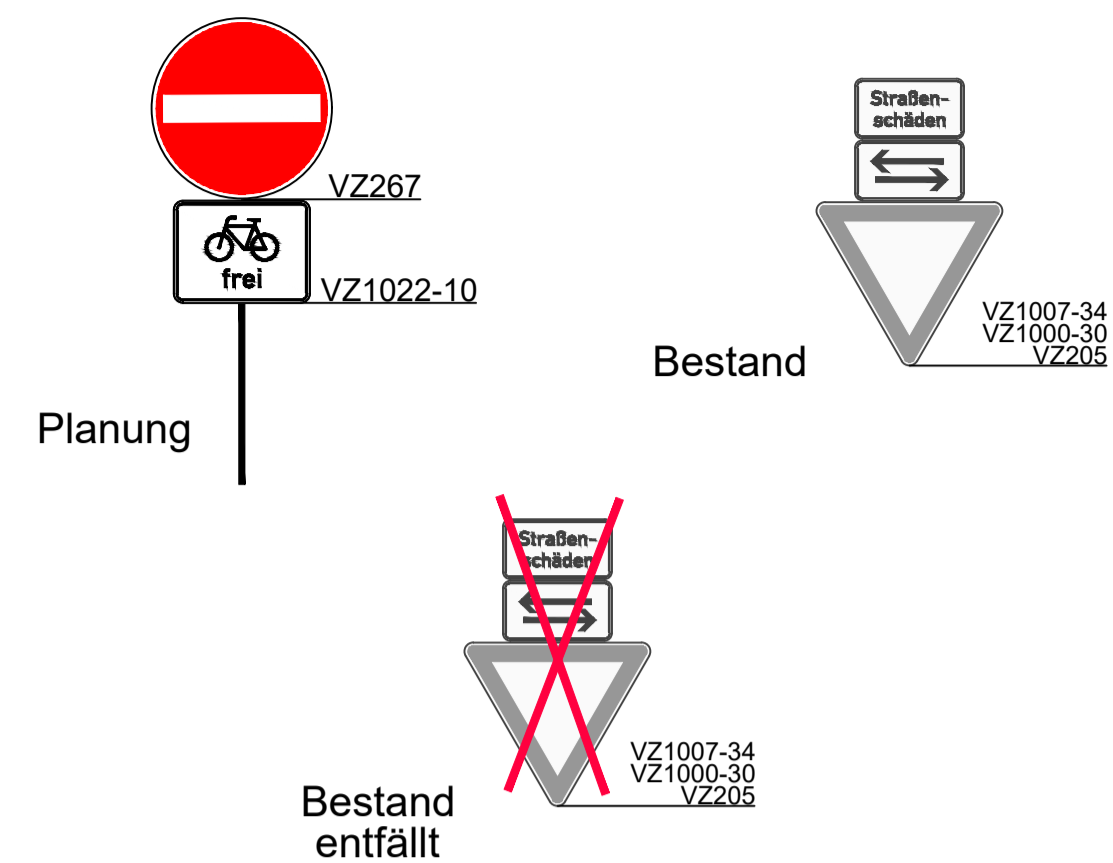 VZ267
frei
VZ1022-10
Planung
Straßen-
schäden
VZ1007-34
VZ1000-30
VZ205
Bestand
Straßen-
schäden
VZ1007-34
VZ1000-30
VZ205
Bestand
entfällt